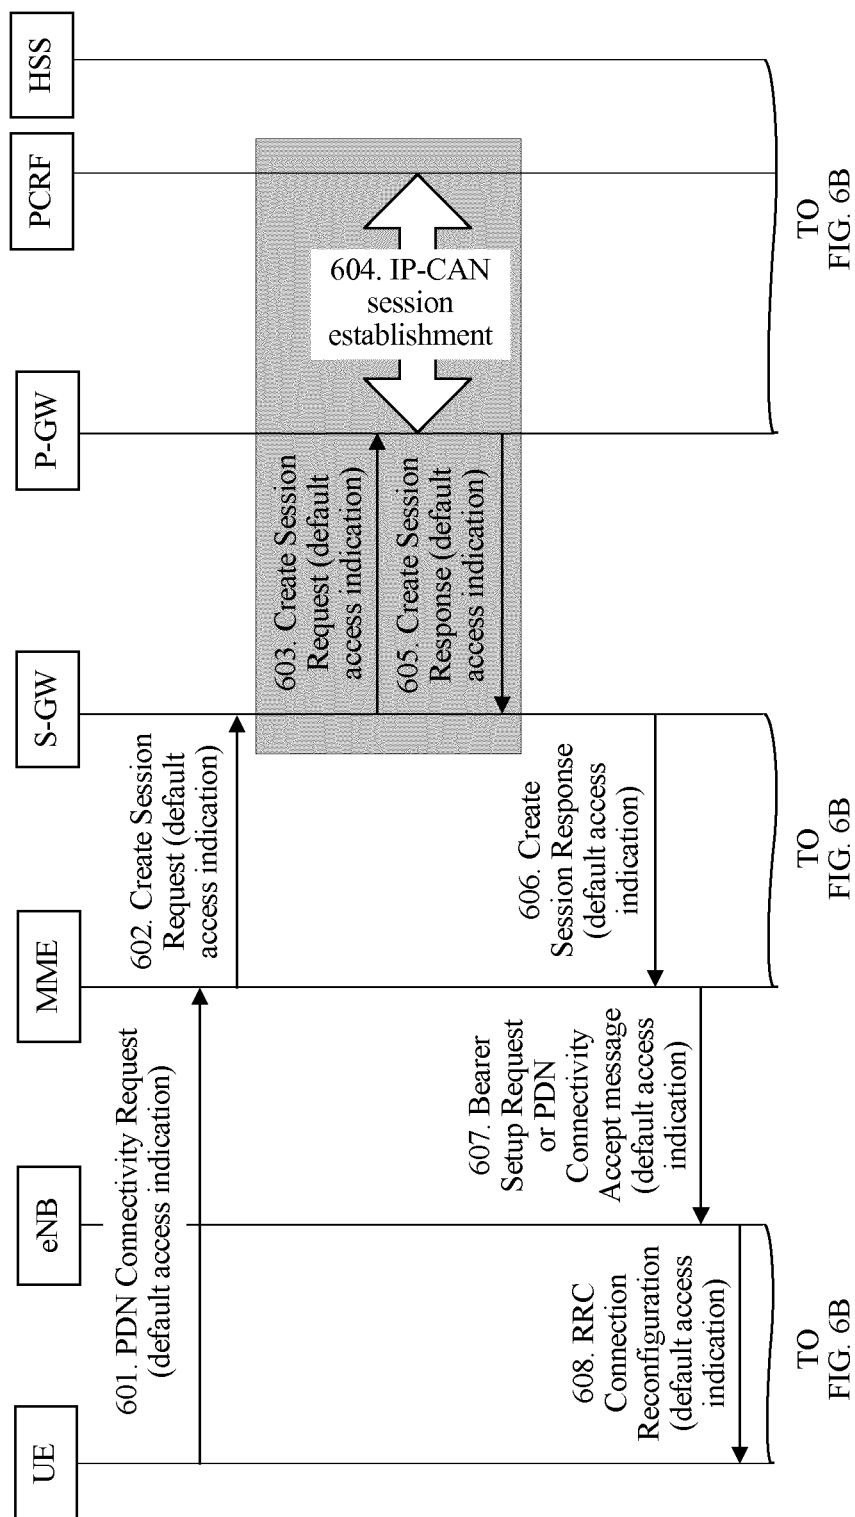 UE
eNB
MME
S-GW
P-GW
PCRF
HSS
601. PDN Connectivity Request
(default access indication)
602. Create Session
Request (default
access indication)
603. Create Session
Request (default
access indication)
604. IP-CAN
session
establishment
605. Create Session
Response (default
access indication)
606. Create
Session Response
(default access
indication)
607. Bearer
Setup Request
or PDN
Connectivity
Accept message
(default access
indication)
608. RRC
Connection
Reconfiguration
(default access
indication)
TO
FIG. 6B
TO
FIG. 6B
TO
FIG. 6B